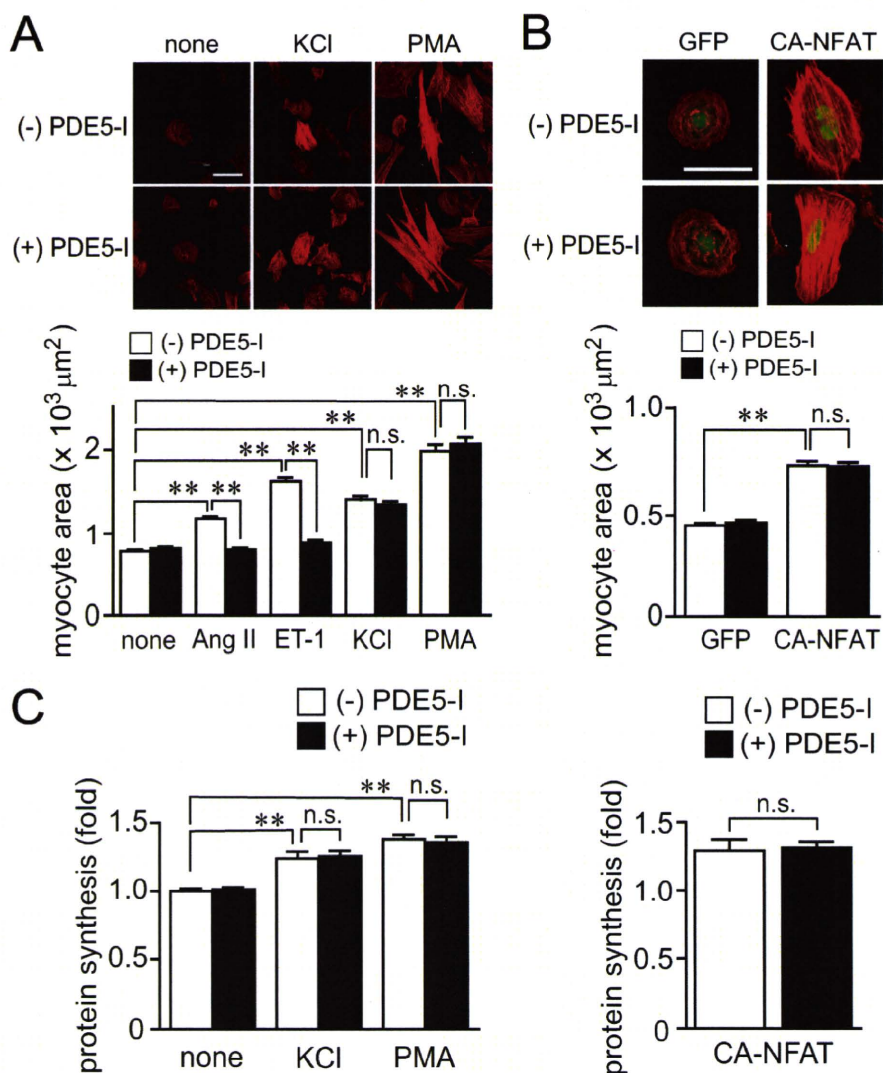 A
none KCl PMA
(-) PDE5-I
(+) PDE5-I
(-) PDE5-I
(+) PDE5-I
myocyte area (x 10³ μm²)
2
1
0
** ** ** ** ** n.s. ** n.s.
none Ang II ET-1 KCl PMA
B
GFP CA-NFAT
(-) PDE5-I
(+) PDE5-I
(-) PDE5-I
(+) PDE5-I
myocyte area (x 10³ μm²)
1.0
0.5
0
** n.s.
GFP CA-NFAT
C
(-) PDE5-I
(+) PDE5-I
protein synthesis (fold)
1.5
1.0
0.5
0
** n.s. ** n.s.
none KCl PMA
(-) PDE5-I
(+) PDE5-I
protein synthesis (fold)
1.5
1.0
0.5
0
n.s.
CA-NFAT